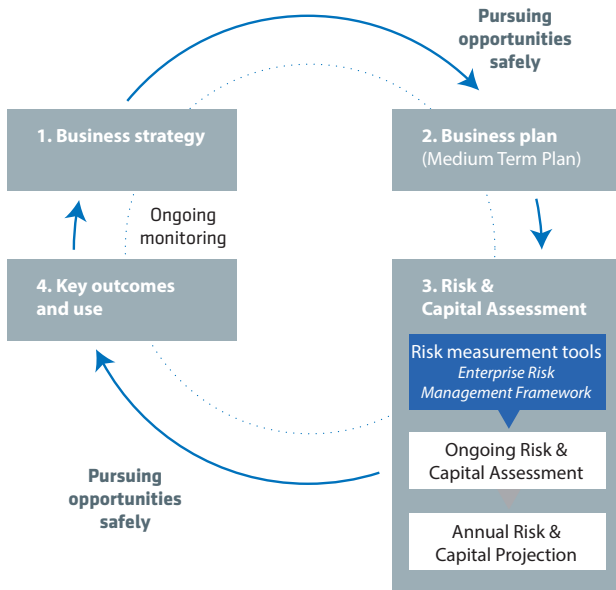 Pursuing
opportunities
safely
1. Business strategy
2. Business plan
(Medium Term Plan)
Ongoing
monitoring
4. Key outcomes
and use
3. Risk &
Capital Assessment
Risk measurement tools
Enterprise Risk
Management Framework
Ongoing Risk &
Capital Assessment
Annual Risk &
Capital Projection
Pursuing
opportunities
safely